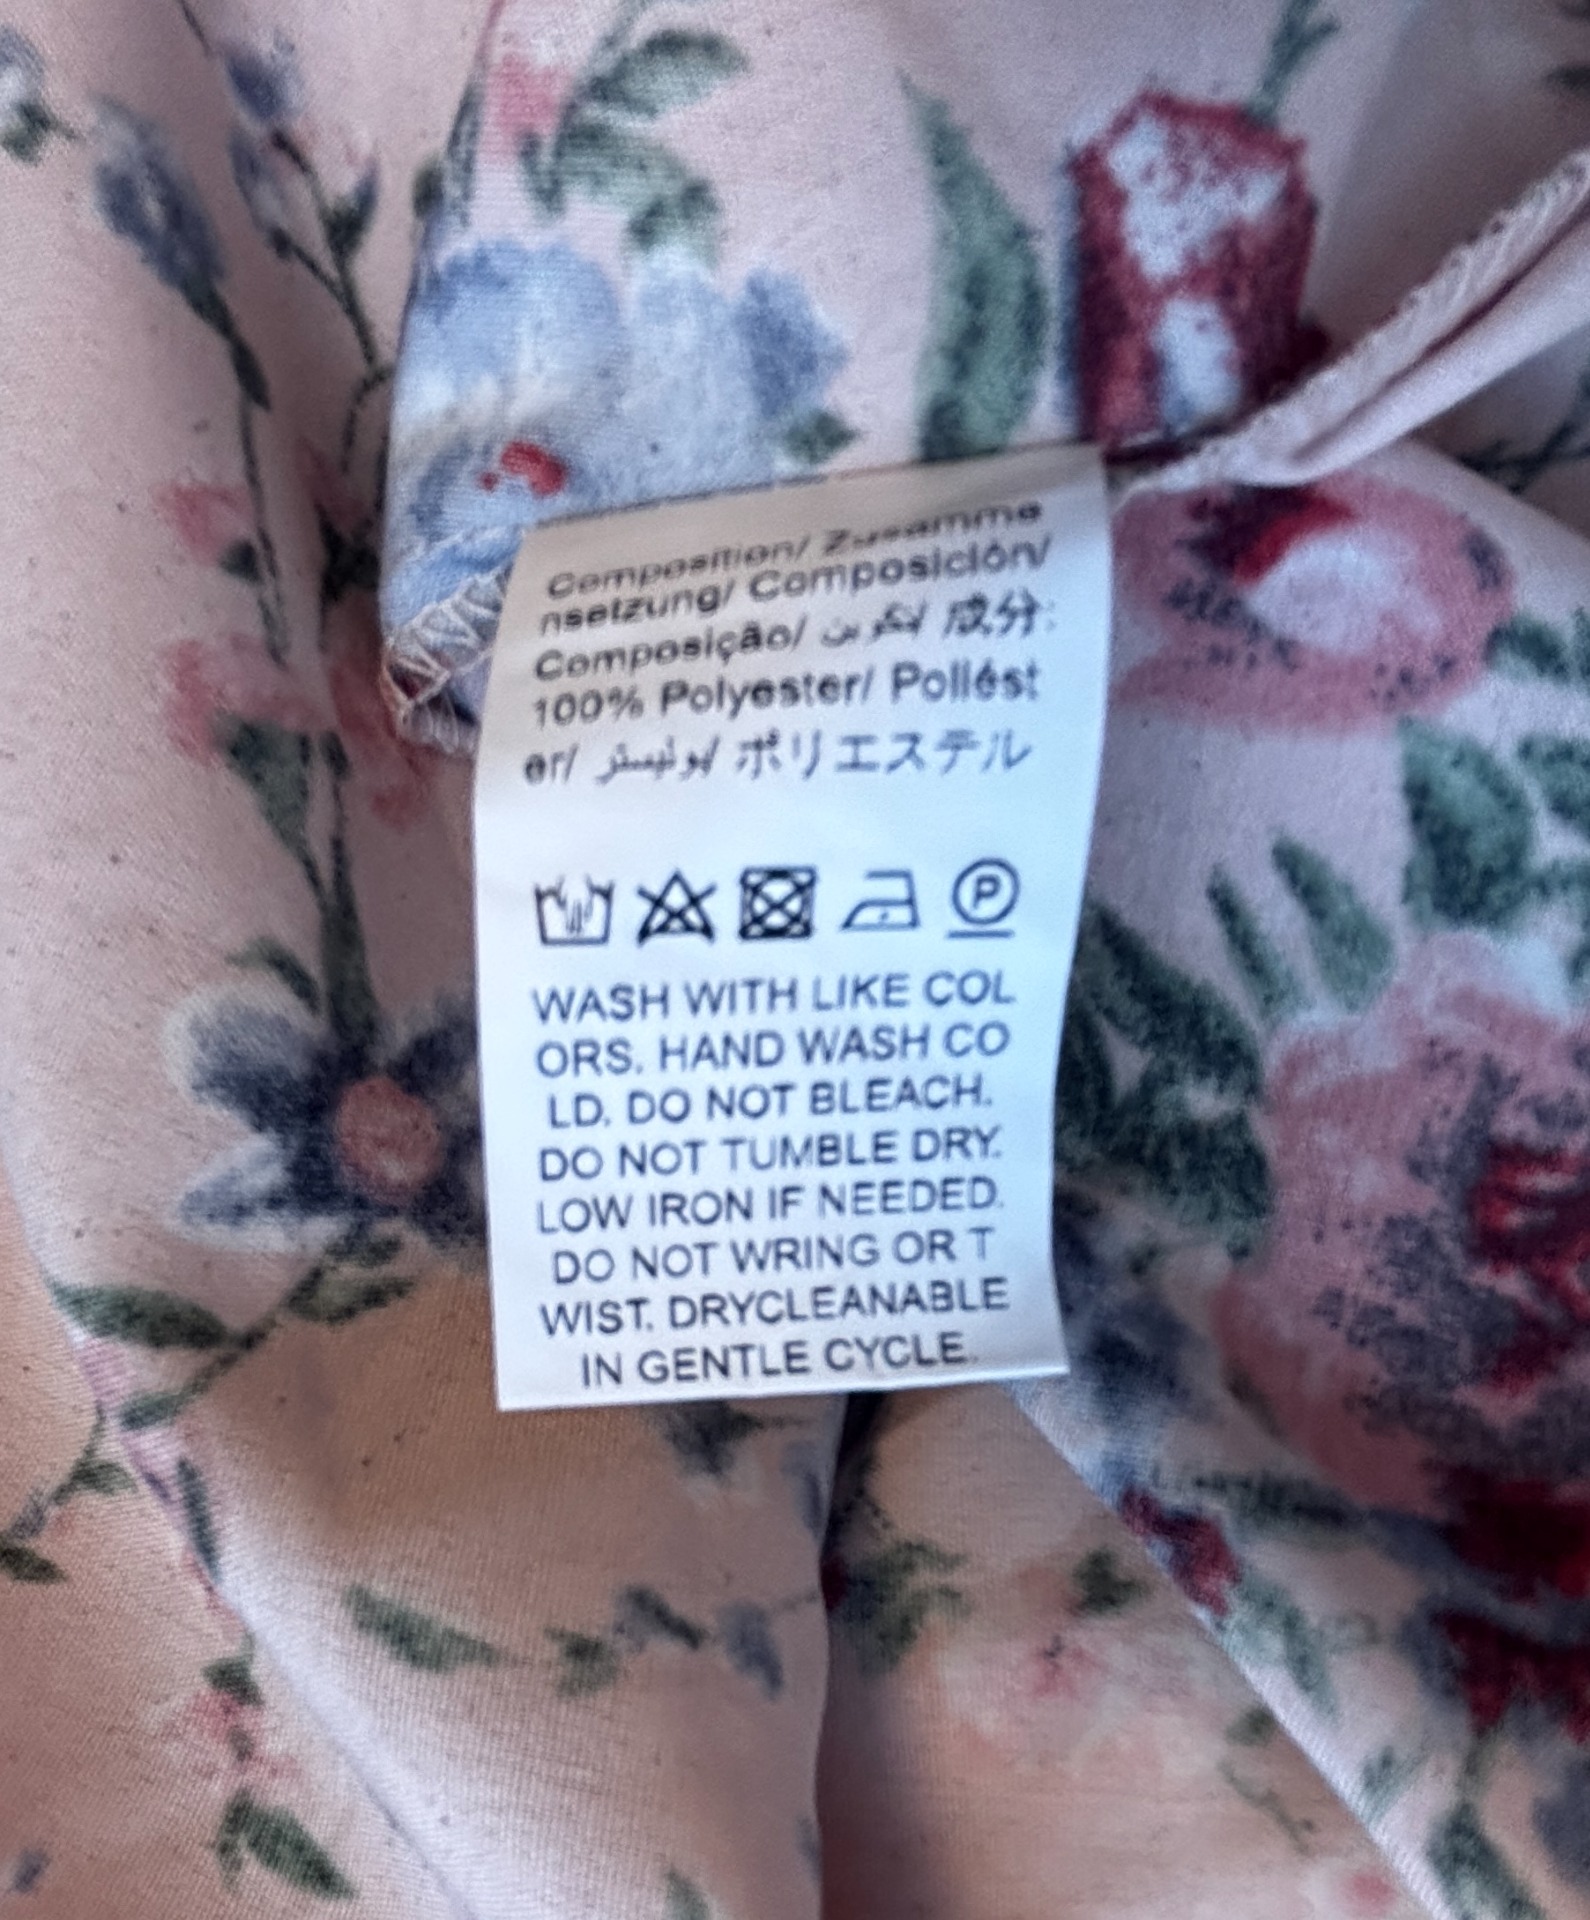 Composition/ Zusamme
nsetzung/ Composición/
Composição/ تكوين/ 成分:
100% Polyester/ Poliést
er/ بوليستر/ ポリエステル
P
WASH WITH LIKE COL
ORS. HAND WASH CO
LD. DO NOT BLEACH.
DO NOT TUMBLE DRY.
LOW IRON IF NEEDED.
DO NOT WRING OR T
WIST. DRYCLEANABLE
IN GENTLE CYCLE.